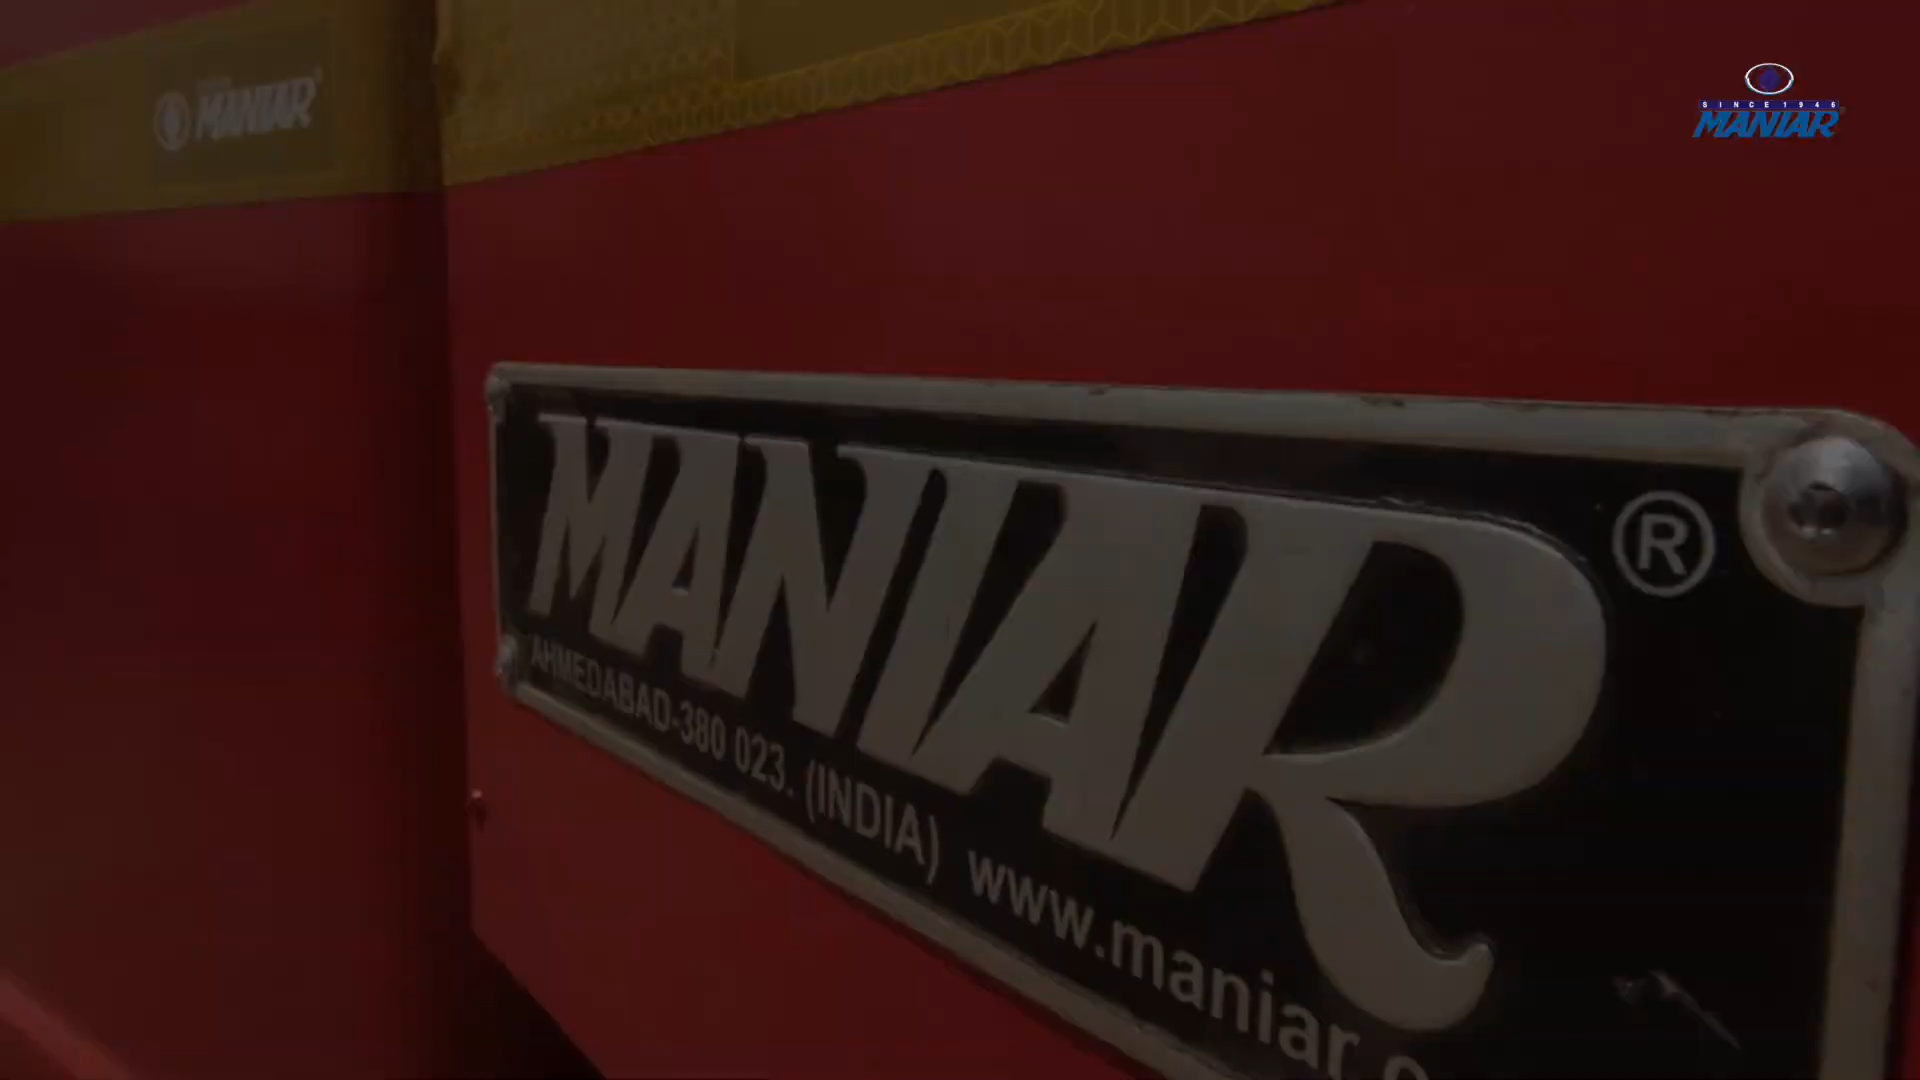 MANIAR
SINCE 1946
MANIAR
MANIAR ®
AHMEDABAD-380 023. (INDIA) www.maniar.